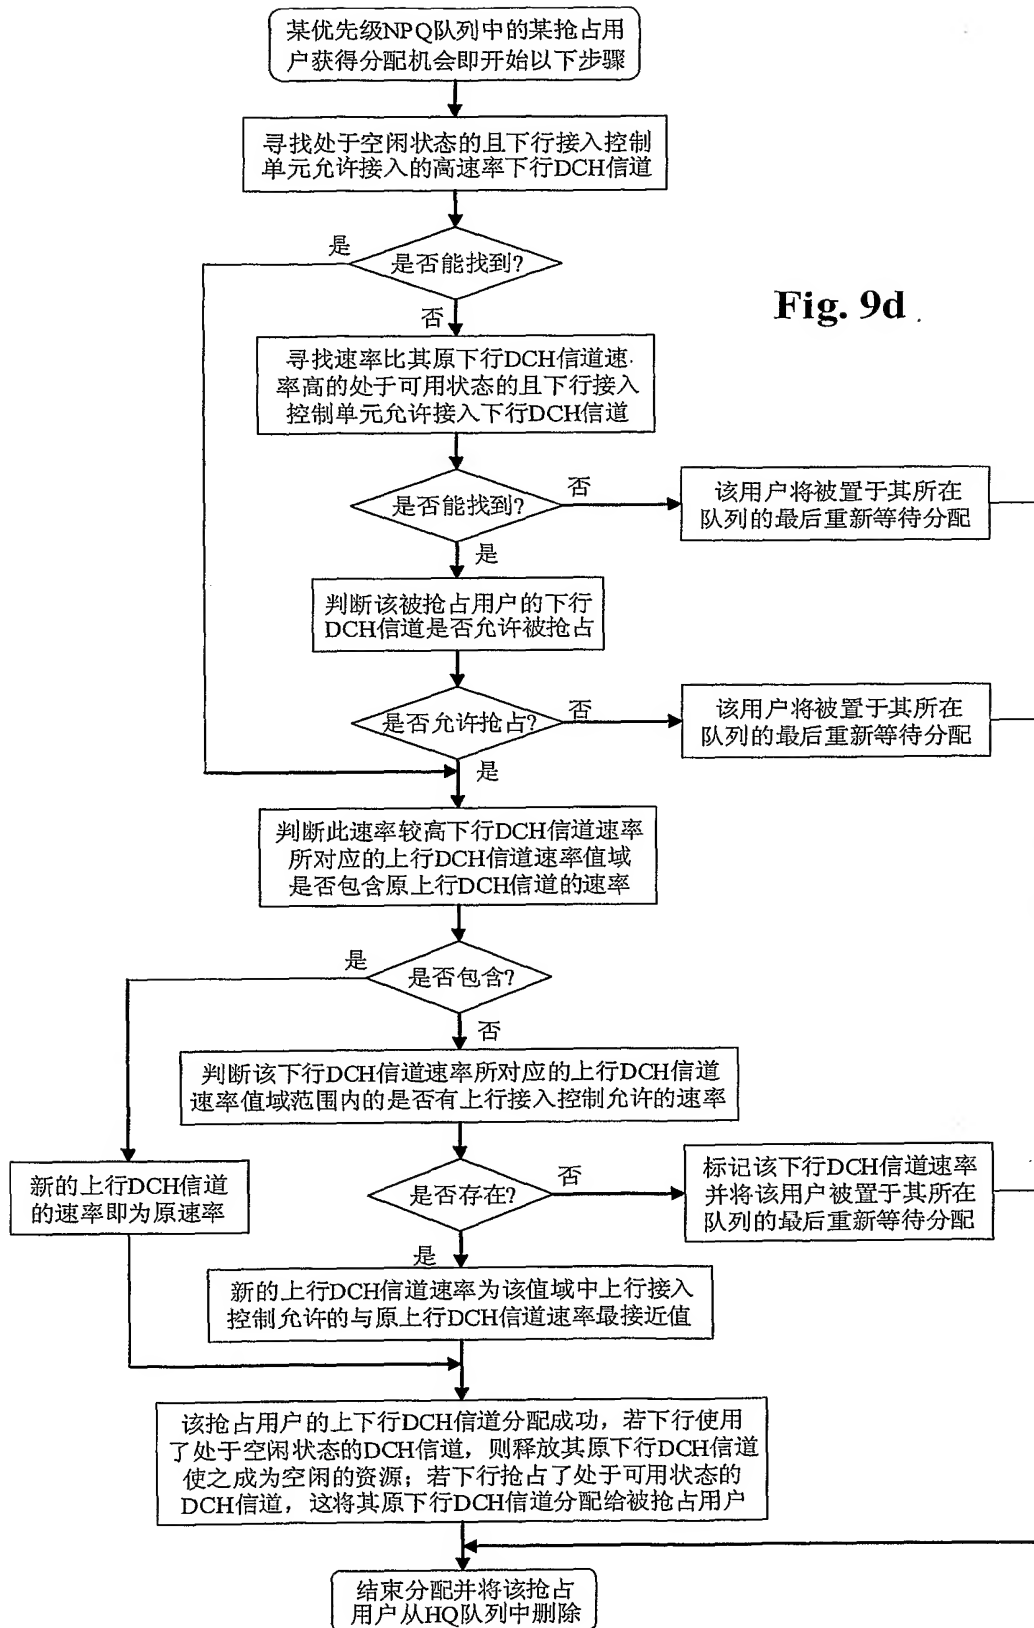 某优先级NPQ队列中的某抢占用
户获得分配机会即开始以下步骤
寻找处于空闲状态的且下行接入控制
单元允许接入的高速率下行DCH信道
是
是否能找到?
Fig. 9d
否
寻找速率比其原下行DCH信道速
率高的处于可用状态的且下行接入
控制单元允许接入下行DCH信道
是否能找到?
否
该用户将被置于其所在
队列的最后重新等待分配
是
判断该被抢占用户的下行
DCH信道是否允许被抢占
是否允许抢占?
否
该用户将被置于其所在
队列的最后重新等待分配
是
判断此速率较高下行DCH信道速率
所对应的上行DCH信道速率值域
是否包含原上行DCH信道的速率
是
是否包含?
否
判断该下行DCH信道速率所对应的上行DCH信道
速率值域范围内的是否有上行接入控制允许的速率
新的上行DCH信道
的速率即为原速率
是否存在?
否
标记该下行DCH信道速率
并将该用户被置于其所在
队列的最后重新等待分配
是
新的上行DCH信道速率为该值域中上行接入
控制允许的与原上行DCH信道速率最接近值
该抢占用户的上下行DCH信道分配成功，若下行使用
了处于空闲状态的DCH信道，则释放其原下行DCH信道
使之成为空闲的资源；若下行抢占了处于可用状态的
DCH信道，这将其原下行DCH信道分配给被抢占用户
结束分配并将该抢占
用户从HQ队列中删除